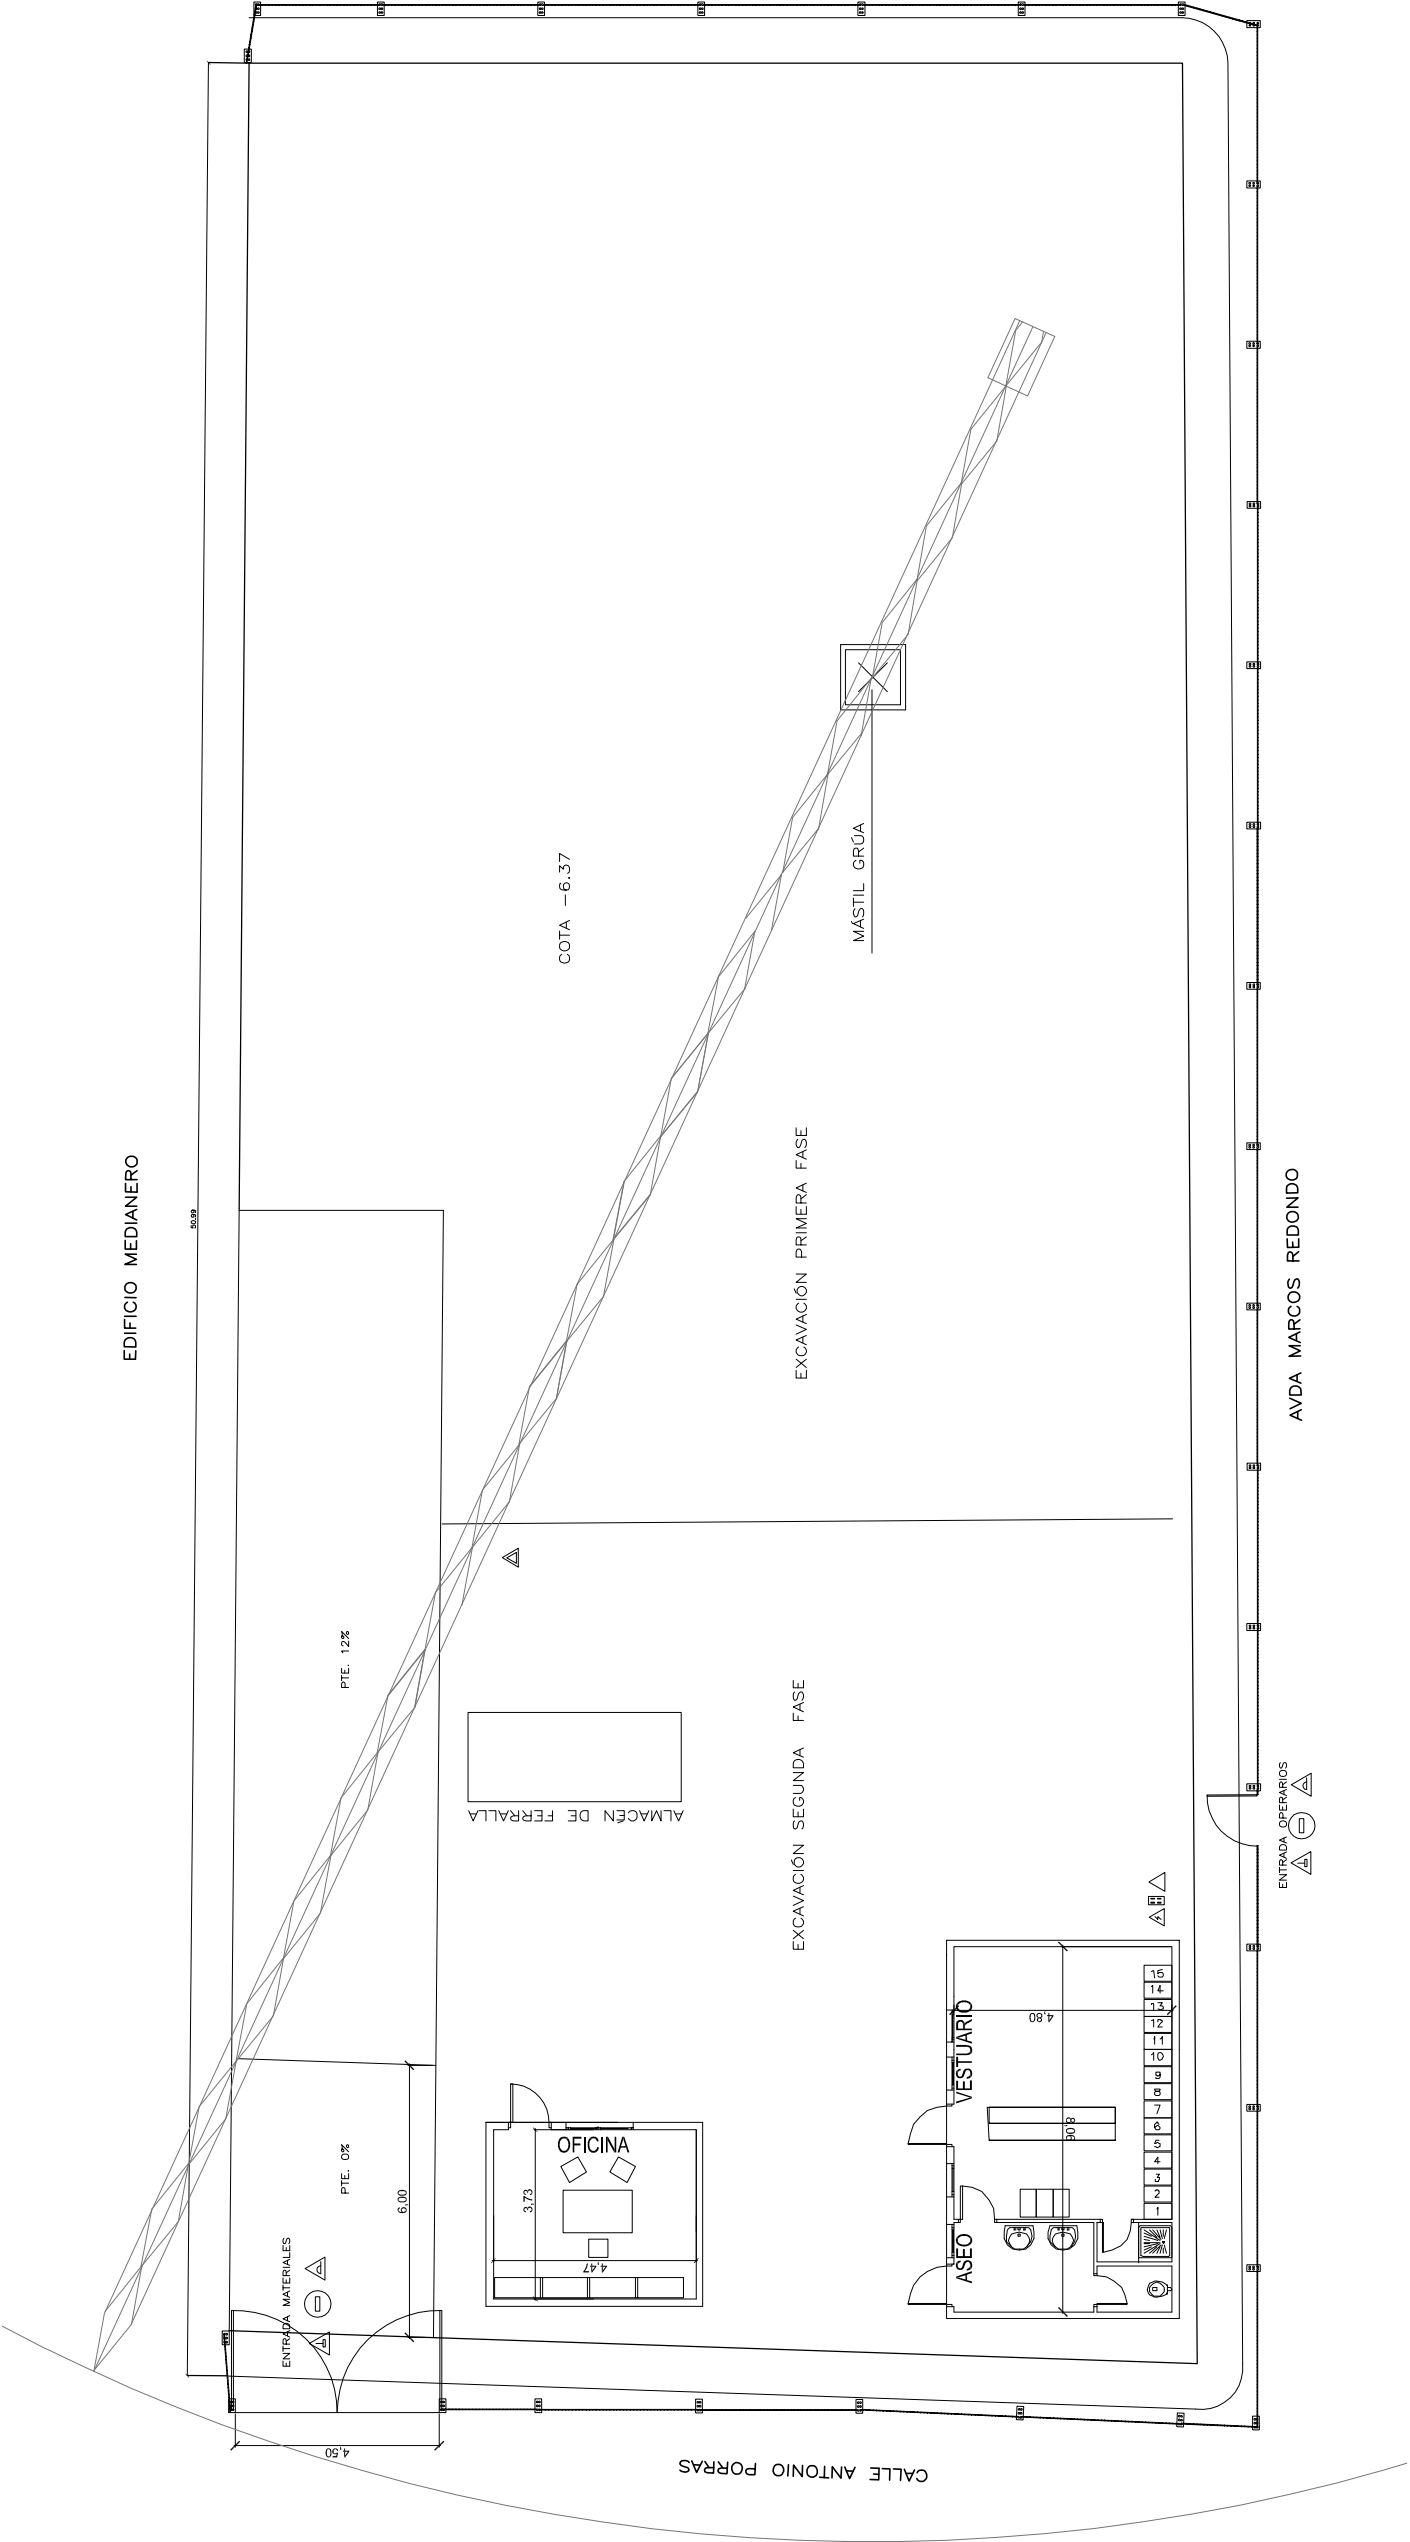 COTA -6.37
MÁSTIL GRÚA
EDIFICIO MEDIANERO
50.99
EXCAVACIÓN PRIMERA FASE
AVDA MARCOS REDONDO
PTE. 12%
ALMACÉN DE FERRALLA
EXCAVACIÓN SEGUNDA FASE
ENTRADA OPERARIOS
PTE. 0%
6,00
ENTRADA MATERIALES
4,50
OFICINA
3,73
4,47
VESTUARIO
4,80
8,06
ASEO
15
14
13
12
11
10
9
8
7
6
5
4
3
2
1
CALLE ANTONIO PORRAS